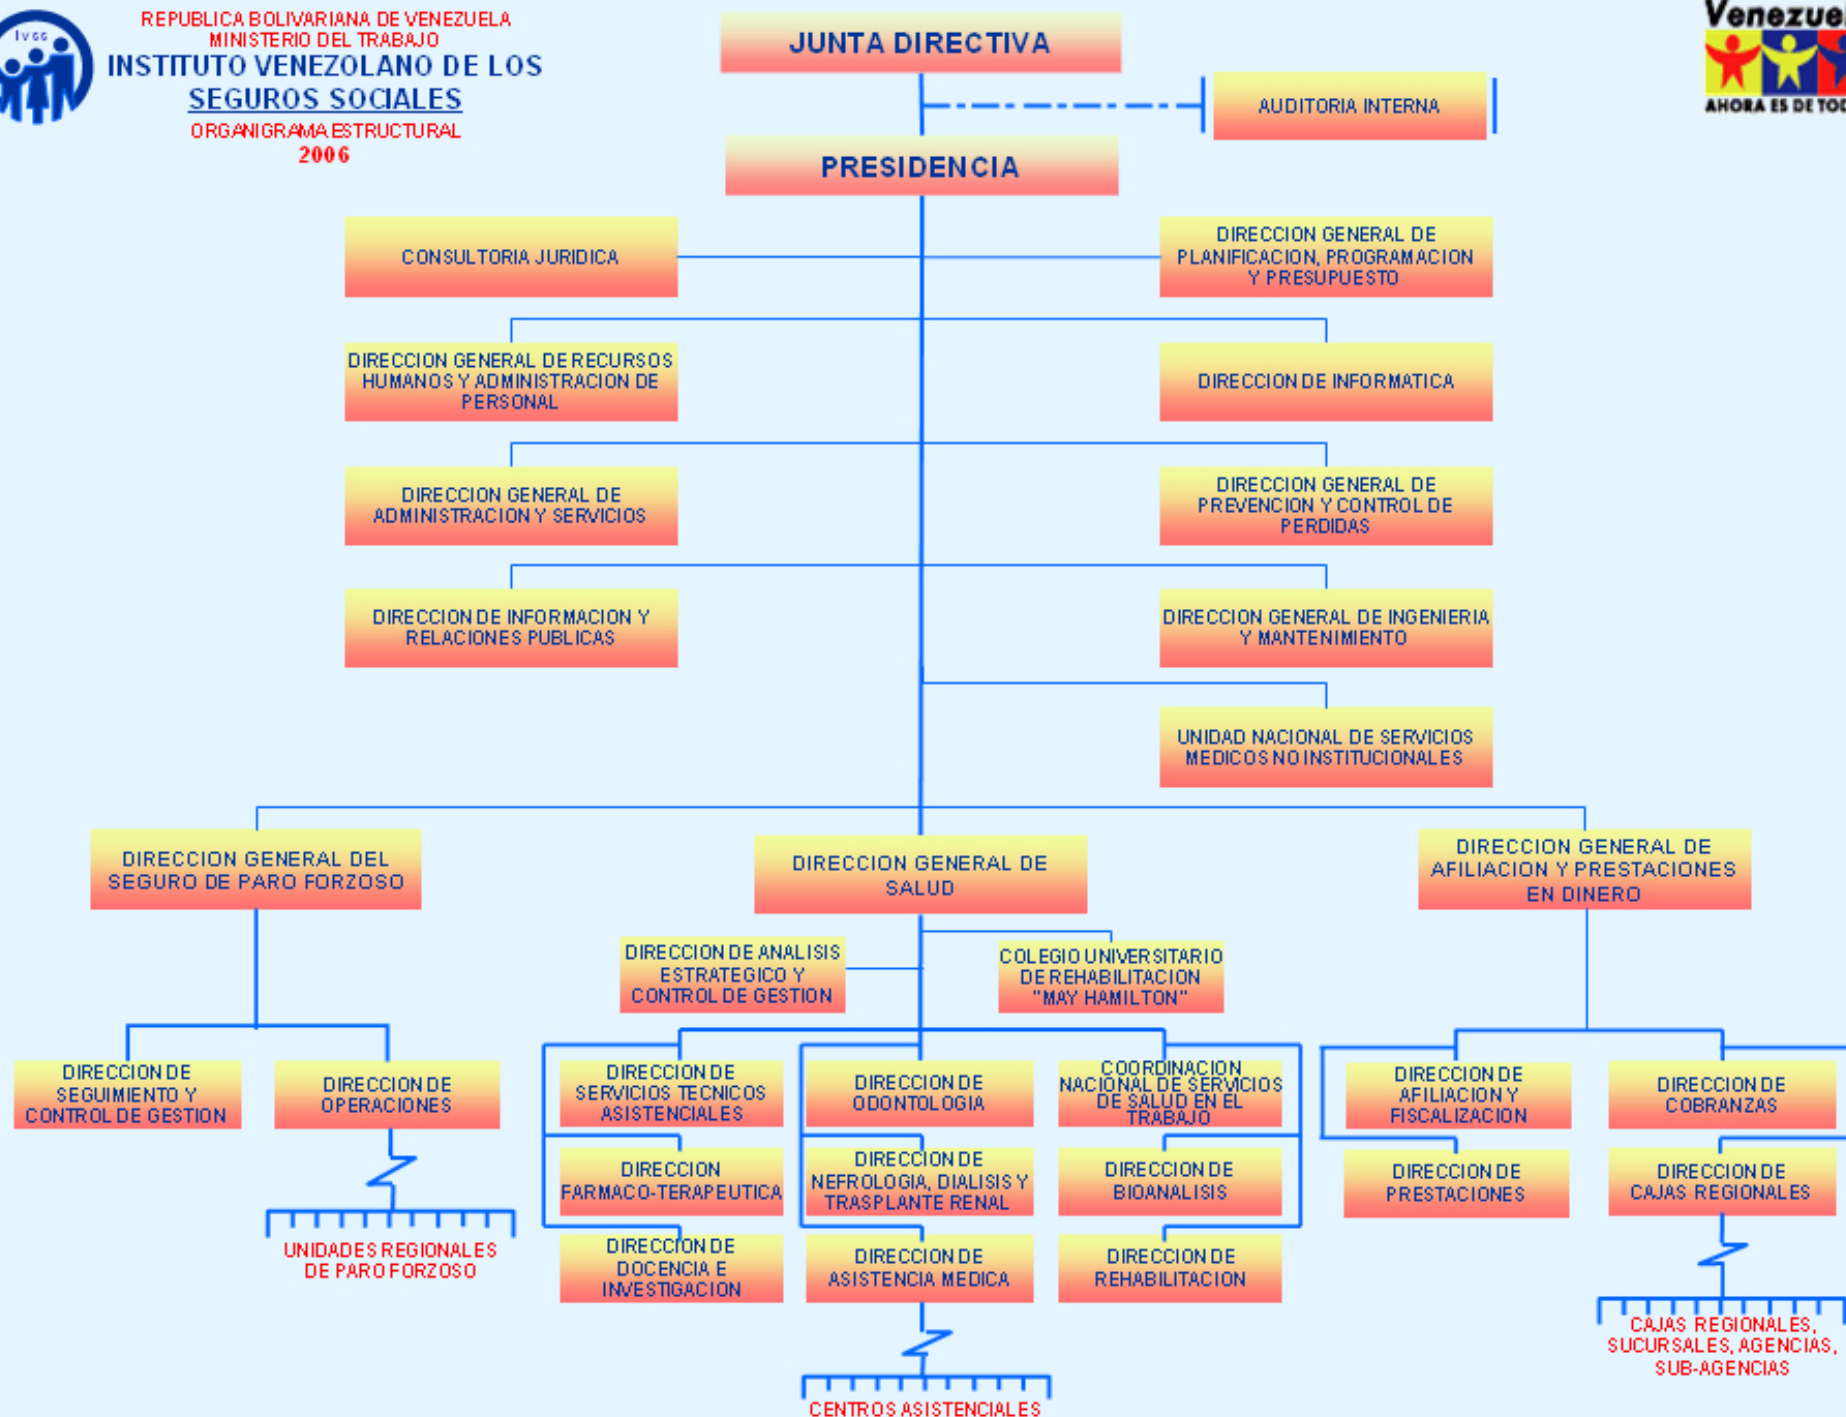 IVSS
REPUBLICA BOLIVARIANA DE VENEZUELA
MINISTERIO DEL TRABAJO
INSTITUTO VENEZOLANO DE LOS
SEGUROS SOCIALES
ORGANIGRAMA ESTRUCTURAL
2006
JUNTA DIRECTIVA
AHORA ES DE
AUDITORIA INTERNA
PRESIDENCIA
CONSULTORIA JURIDICA
DIRECCION GENERAL DE
PLANIFICACION, PROGRAMACION
Y PRESUPUESTO
DIRECCION GENERAL DE RECURSOS
HUMANOS Y ADMINISTRACION DE
PERSONAL
DIRECCION DE INFORMATICA
DIRECCION GENERAL DE
ADMINISTRACION Y SERVICIOS
DIRECCION GENERAL DE
PREVENCION Y CONTROL DE
PERDIDAS
DIRECCION DE INFORMACION Y
RELACIONES PUBLICAS
DIRECCION GENERAL DE INGENIERIA
Y MANTENIMIENTO
UNIDAD NACIONAL DE SERVICIOS
MEDICOS NO INSTITUCIONALES
DIRECCION GENERAL DEL
SEGURO DE PARO FORZOSO
DIRECCION GENERAL DE
SALUD
DIRECCION GENERAL DE
AFILIACION Y PRESTACIONES
EN DINERO
DIRECCION DE ANALISIS
ESTRATEGICO Y
CONTROL DE GESTION
COLEGIO UNIVERSITARIO
DE REHABILITACION
"MAY HAMILTON"
DIRECCION DE
SEGUIMIENTO Y
CONTROL DE GESTION
DIRECCION DE
OPERACIONES
DIRECCION DE
SERVICIOS TECNICOS
ASISTENCIALES
DIRECCION DE
ODONTOLOGIA
COORDINACION
NACIONAL DE SERVICIOS
DE SALUD EN EL
TRABAJO
DIRECCION DE
AFILIACION Y
FISCALIZACION
DIRECCION DE
COBRANZAS
DIRECCION
FARMACO-TERAPEUTICA
DIRECCION DE
NEFROLOGIA, DIALISIS Y
TRASPLANTE RENAL
DIRECCION DE
BIOANALISIS
DIRECCION DE
PRESTACIONES
DIRECCION DE
CAJAS REGIONALES
UNIDADES REGIONALES
DE PARO FORZOSO
DIRECCION DE
DOCENCIA E
INVESTIGACION
DIRECCION DE
ASISTENCIA MEDICA
DIRECCION DE
REHABILITACION
CAJAS REGIONALES,
SUCURSALES, AGENCIAS,
SUB-AGENCIAS
CENTROS ASISTENCIALES